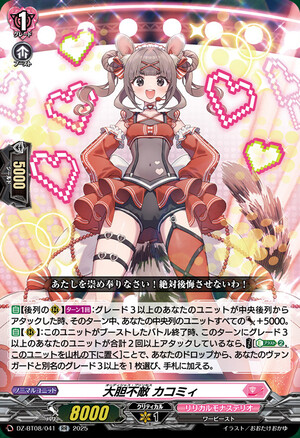 1
グレード
ブースト
5000
あたしを崇め奉りなさい！絶対後悔させないわ！
【後列の】ターン1回：グレード3以上のあなたのユニットが中央後列から
アタックした時、そのターン中、あなたの中央列のユニットすべての+5000。
：このユニットがブーストしたバトル終了時、このターンにグレード3
以上のあなたのユニットが合計2回以上アタックしているなら、
このユニットを山札の下に置く］ことで、あなたのドロップから、あなたのヴァン
ガードと別名のグレード3以上を1枚選び、手札に加える。
ノーマルユニット
大胆不敵 カコミィ
リリカルモナステリオ
パワー
8000
クリティカル
1
ワービースト
DZ-BT08/041 RR 2025
イラスト／おおたけけおお